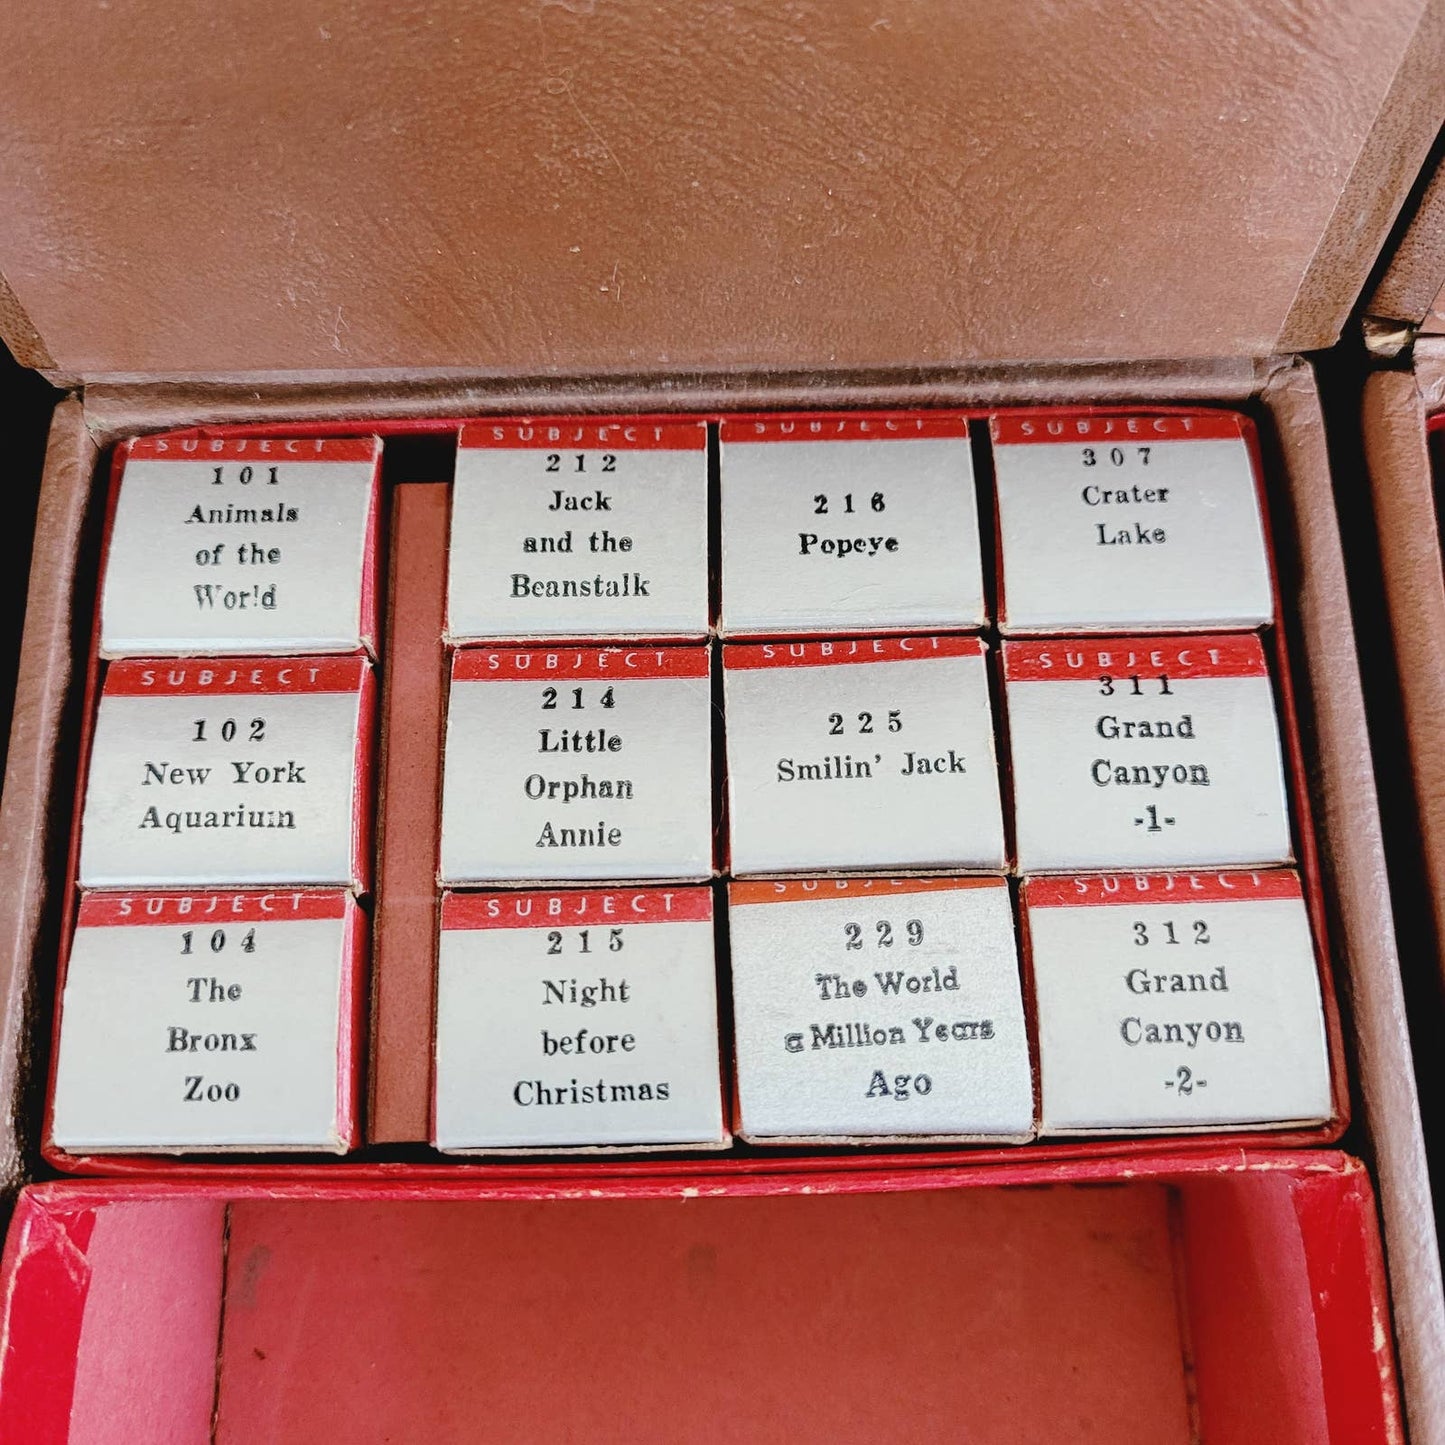 SUBJECT
101
Animals
of the
World
SUBJECT
102
New York
Aquarium
SUBJECT
104
The
Bronx
Zoo
SUBJECT
212
Jack
and the
Beanstalk
SUBJECT
214
Little
Orphan
Annie
SUBJECT
215
Night
before
Christmas
SUBJECT
216
Popeye
SUBJECT
225
Smilin' Jack
SUBJECT
229
The World
a Million Years
Ago
SUBJECT
307
Crater
Lake
SUBJECT
311
Grand
Canyon
-1-
SUBJECT
312
Grand
Canyon
-2-